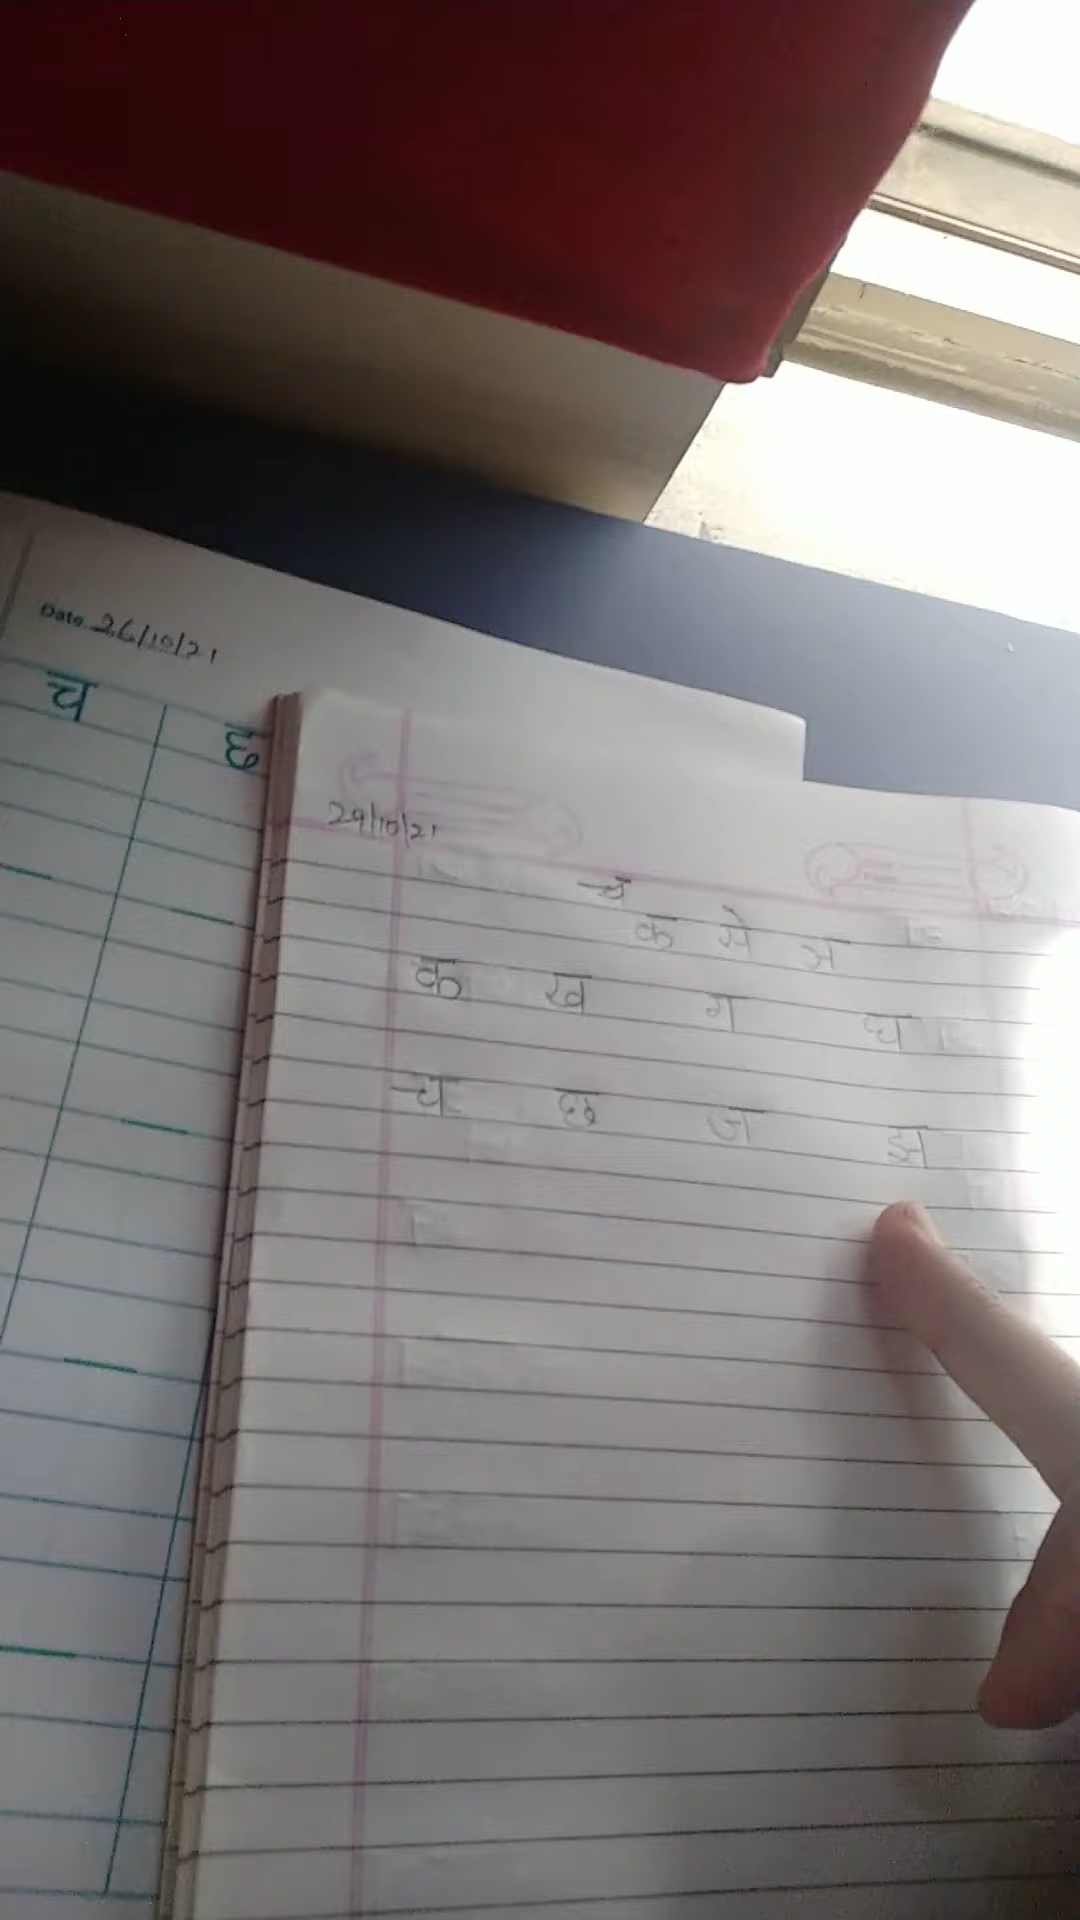 Date 26/10/21
च छ
29/10/21
च
क से ज
क ख ग घ
च छ ज झ